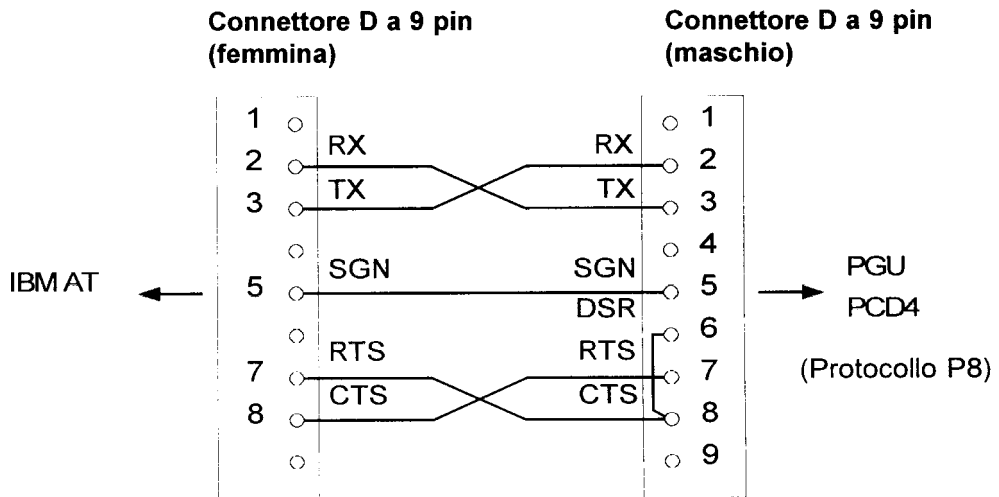 Connettore D a 9 pin
(femmina)
Connettore D a 9 pin
(maschio)
1 1
2 RX RX 2
3 TX TX 3
4
IBM AT 5 SGN SGN 5 PGU
DSR 6 PCD4
7 RTS RTS 7 (Protocollo P8)
8 CTS CTS 8
9